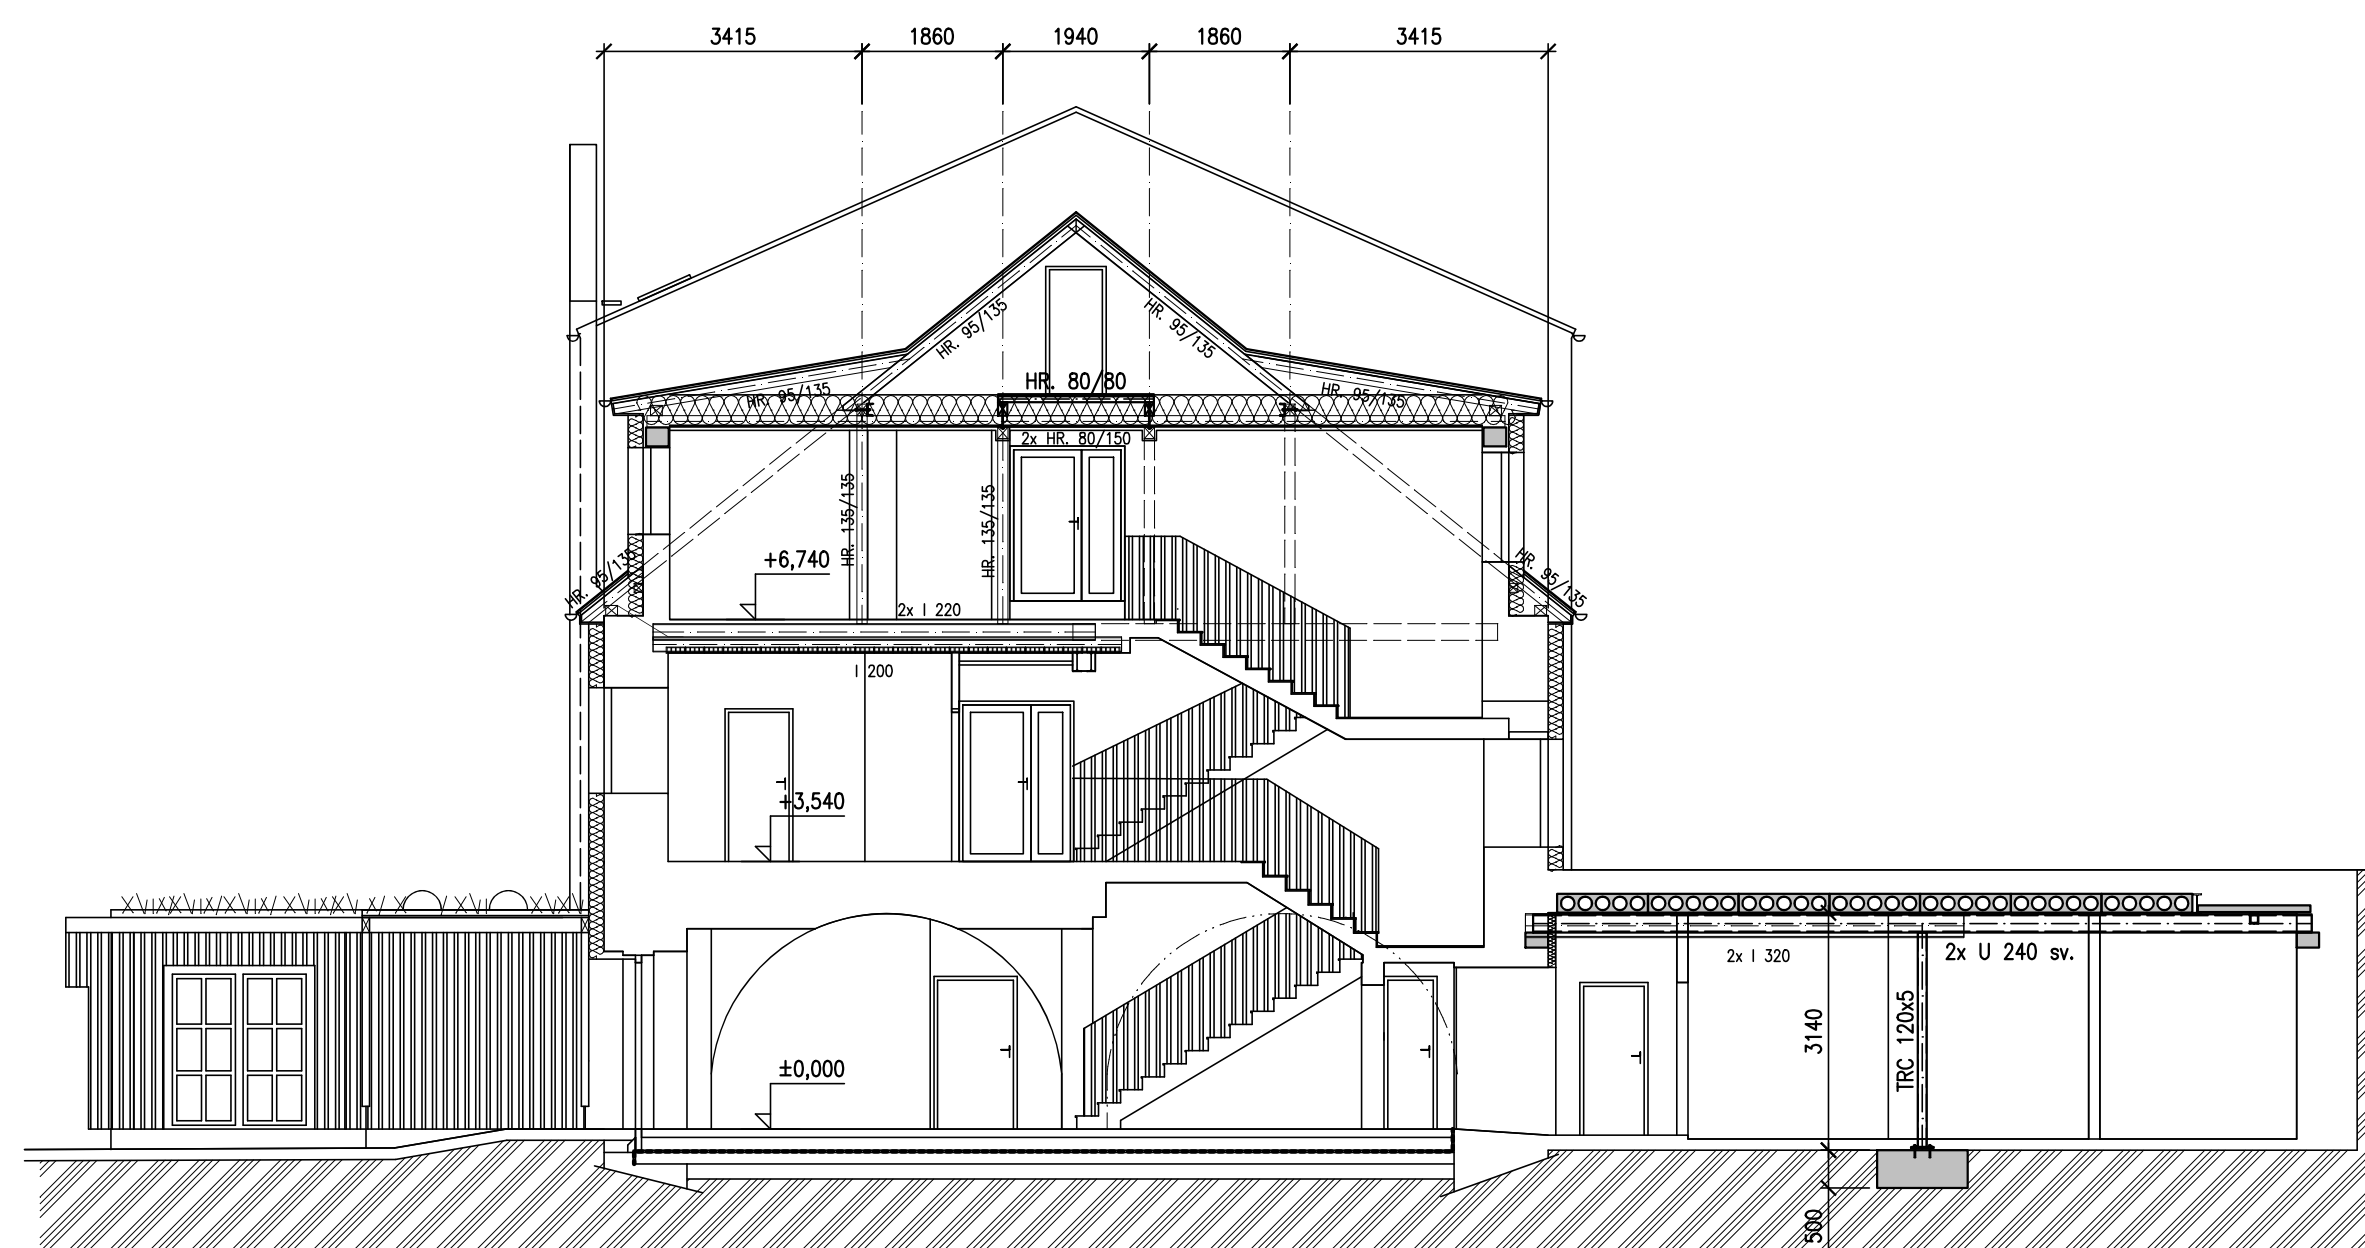 3415 1860 1940 1860 3415
HR. 95/135
HR. 95/135
HR. 80/80
HR. 95/135
HR. 95/135
2x HR. 80/150
HR. 135/135
HR. 135/135
+6,740
HR. 95/135
HR. 95/135
2x I 220
I 200
+3,540
2x I 320
2x U 240 sv.
TRC 120x5
3140
±0,000
500